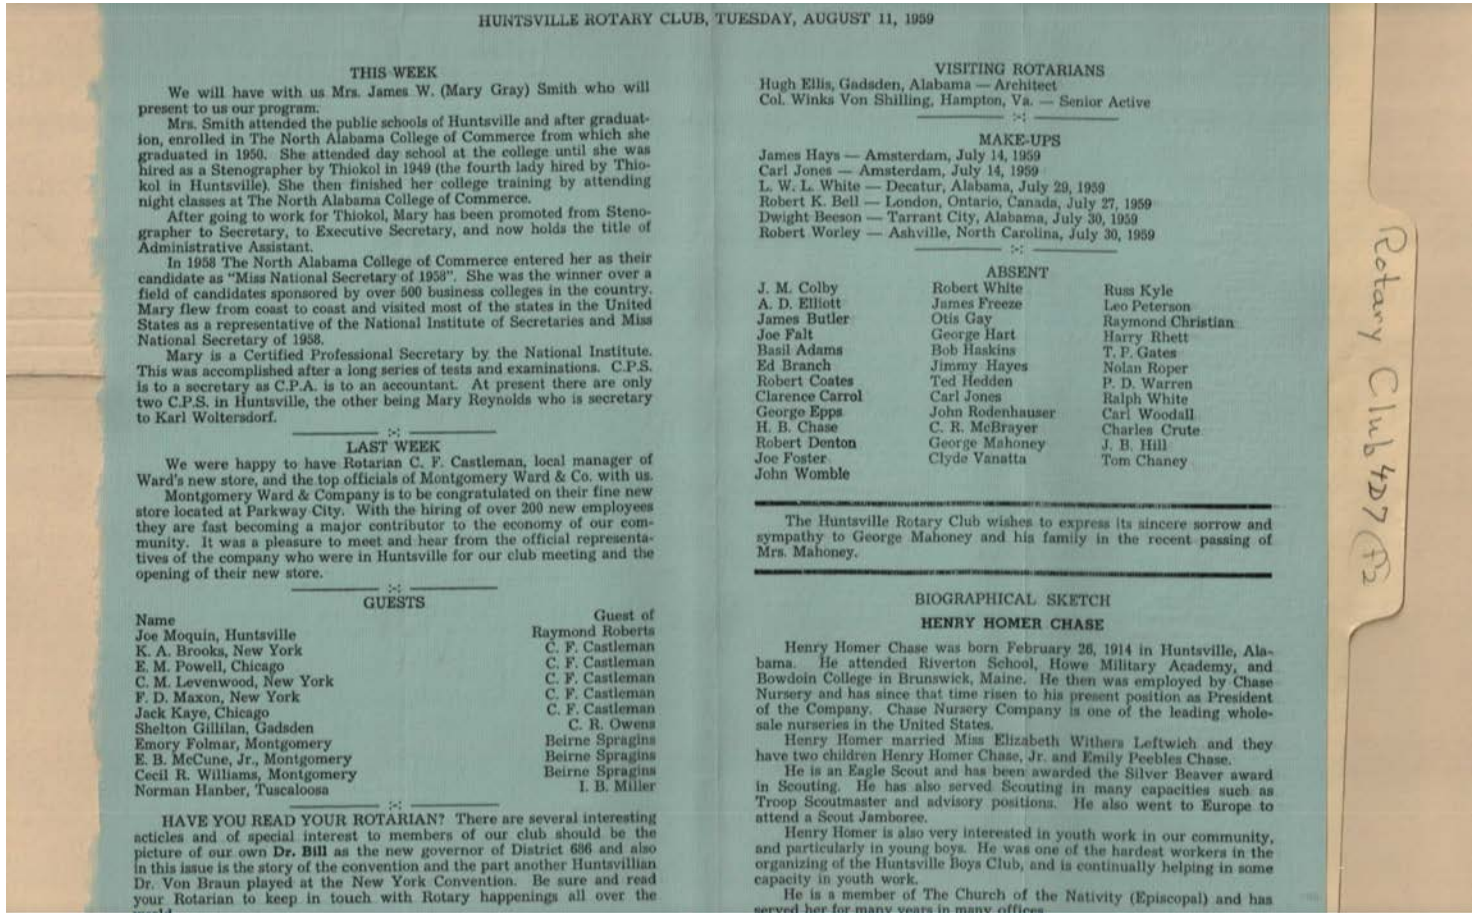 HUNTSVILLE ROTARY CLUB, TUESDAY, AUGUST 11, 1959
THIS WEEK
We will have with us Mrs. James W. (Mary Gray) Smith who will
present to us our program.
Mrs. Smith attended the public schools of Huntsville and after graduat-
ion, enrolled in The North Alabama College of Commerce from which she
graduated in 1950. She attended day school at the college until she was
hired as a Stenographer by Thiokol in 1949 (the fourth lady hired by Thio-
kol in Huntsville). She then finished her college training by attending
night classes at The North Alabama College of Commerce.
After going to work for Thiokol, Mary has been promoted from Steno-
grapher to Secretary, to Executive Secretary, and now holds the title of
Administrative Assistant.
In 1958 The North Alabama College of Commerce entered her as their
candidate as "Miss National Secretary of 1958". She was the winner over a
field of candidates sponsored by over 500 business colleges in the country.
Mary flew from coast to coast and visited most of the states in the United
States as a representative of the National Institute of Secretaries and Miss
National Secretary of 1958.
Mary is a Certified Professional Secretary by the National Institute.
This was accomplished after a long series of tests and examinations. C.P.S.
is to a secretary as C.P.A. is to an accountant. At present there are only
two C.P.S. in Huntsville, the other being Mary Reynolds who is secretary
to Karl Woltersdorf.
LAST WEEK
We were happy to have Rotarian C. F. Castleman, local manager of
Ward's new store, and the top officials of Montgomery Ward & Co. with us.
Montgomery Ward & Company is to be congratulated on their fine new
store located at Parkway City. With the hiring of over 200 new employees
they are fast becoming a major contributor to the economy of our com-
munity. It was a pleasure to meet and hear from the official representa-
tives of the company who were in Huntsville for our club meeting and the
opening of their new store.
GUESTS
Name Guest of
Joe Moquin, Huntsville Raymond Roberts
K. A. Brooks, New York C. F. Castleman
E. M. Powell, Chicago C. F. Castleman
C. M. Levenwood, New York C. F. Castleman
F. D. Maxon, New York C. F. Castleman
Jack Kaye, Chicago C. F. Castleman
Shelton Gillilan, Gadsden C. R. Owens
Emory Folmar, Montgomery Beirne Spragins
E. B. McCune, Jr., Montgomery Beirne Spragins
Cecil R. Williams, Montgomery Beirne Spragins
Norman Hanber, Tuscaloosa I. B. Miller
HAVE YOU READ YOUR ROTARIAN? There are several interesting
acticles and of special interest to members of our club should be the
picture of our own Dr. Bill as the new governor of District 686 and also
in this issue is the story of the convention and the part another Huntsvillian
Dr. Von Braun played at the New York Convention. Be sure and read
your Rotarian to keep in touch with Rotary happenings all over the
VISITING ROTARIANS
Hugh Ellis, Gadsden, Alabama — Architect
Col. Winks Von Shilling, Hampton, Va. — Senior Active
MAKE-UPS
James Hays — Amsterdam, July 14, 1959
Carl Jones — Amsterdam, July 14, 1959
L. W. L. White — Decatur, Alabama, July 29, 1959
Robert K. Bell — London, Ontario, Canada, July 27, 1959
Dwight Beeson — Tarrant City, Alabama, July 30, 1959
Robert Worley — Ashville, North Carolina, July 30, 1959
ABSENT
J. M. Colby Robert White Russ Kyle
A. D. Elliott James Freeze Leo Peterson
James Butler Otis Gay Raymond Christian
Joe Falt George Hart Harry Rhett
Basil Adams Bob Haskins T. P. Gates
Ed Branch Jimmy Hayes Nolan Roper
Robert Coates Ted Hedden P. D. Warren
Clarence Carrol Carl Jones Ralph White
George Epps John Rodenhauser Carl Woodall
H. B. Chase C. R. McBrayer Charles Crute
Robert Denton George Mahoney J. B. Hill
Joe Foster Clyde Vanatta Tom Chaney
John Womble
The Huntsville Rotary Club wishes to express its sincere sorrow and
sympathy to George Mahoney and his family in the recent passing of
Mrs. Mahoney.
BIOGRAPHICAL SKETCH
HENRY HOMER CHASE
Henry Homer Chase was born February 26, 1914 in Huntsville, Ala-
bama. He attended Riverton School, Howe Military Academy, and
Bowdoin College in Brunswick, Maine. He then was employed by Chase
Nursery and has since that time risen to his present position as President
of the Company. Chase Nursery Company is one of the leading whole-
sale nurseries in the United States.
Henry Homer married Miss Elizabeth Withers Leftwich and they
have two children Henry Homer Chase, Jr. and Emily Peebles Chase.
He is an Eagle Scout and has been awarded the Silver Beaver award
in Scouting. He has also served Scouting in many capacities such as
Troop Scoutmaster and advisory positions. He also went to Europe to
attend a Scout Jamboree.
Henry Homer is also very interested in youth work in our community,
and particularly in young boys. He was one of the hardest workers in the
organizing of the Huntsville Boys Club, and is continually helping in some
capacity in youth work.
He is a member of The Church of the Nativity (Episcopal) and has
served her for many years in many offices
Rotary Club 4D7